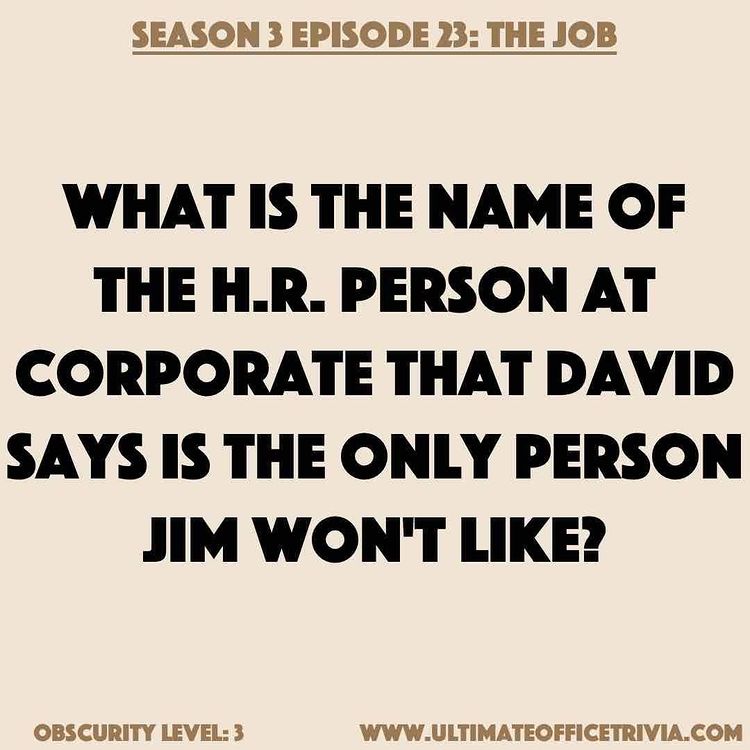 SEASON 3 EPISODE 23: THE JOB
WHAT IS THE NAME OF
THE H.R. PERSON AT
CORPORATE THAT DAVID
SAYS IS THE ONLY PERSON
JIM WON'T LIKE?
OBSCURITY LEVEL: 3
WWW.ULTIMATEOFFICETRIVIA.COM